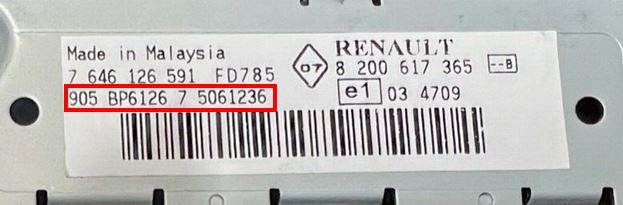 Made in Malaysia
7 646 126 591 FD785
905 BP6126 7 5061236
07
RENAULT
8 200 617 365 --B
e1 03 4709